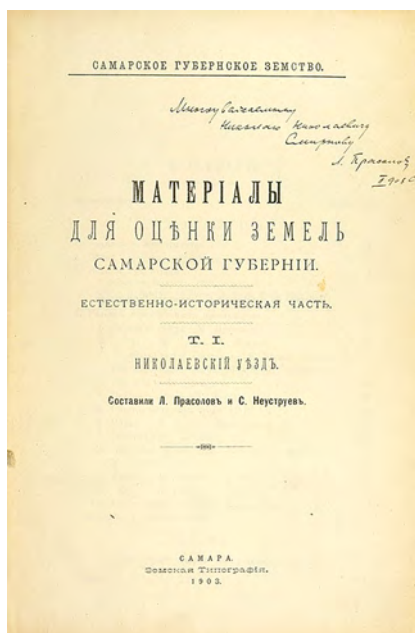 САМАРСКОЕ ГУБЕРНСКОЕ ЗЕМСТВО.
Многоуважаемому
Николаю Николаевичу
Смирнову
Л. Прасолов
МАТЕРІАЛЫ
ДЛЯ ОЦѢНКИ ЗЕМЕЛЬ
САМАРСКОЙ ГУБЕРНІИ.
ЕСТЕСТВЕННО-ИСТОРИЧЕСКАЯ ЧАСТЬ.
Т. I.
НИКОЛАЕВСКІЙ УѢЗДЪ.
Составили Л. Прасоловъ и С. Неуструевъ.
САМАРА.
Земская Типографія.
1903.